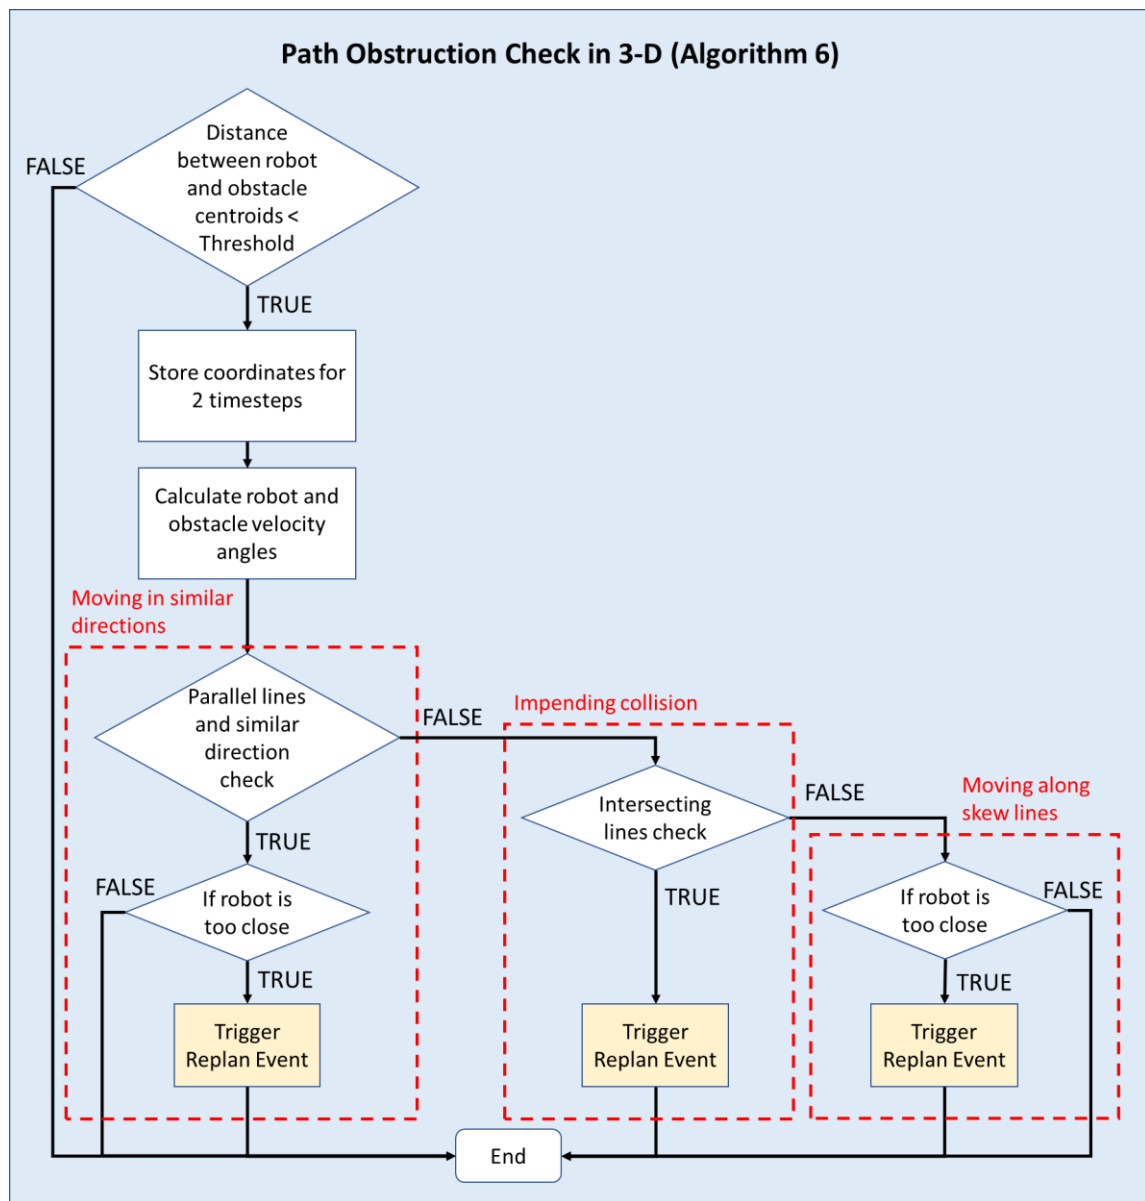 Path Obstruction Check in 3-D (Algorithm 6)
Distance
between robot
and obstacle
centroids <
Threshold
FALSE
TRUE
Store coordinates for
2 timesteps
Calculate robot and
obstacle velocity
angles
Moving in similar
directions
Parallel lines
and similar
direction
check
FALSE
TRUE
If robot is
too close
FALSE
TRUE
Trigger
Replan Event
Impending collision
Intersecting
lines check
FALSE
TRUE
Trigger
Replan Event
Moving along
skew lines
If robot is
too close
FALSE
TRUE
Trigger
Replan Event
End